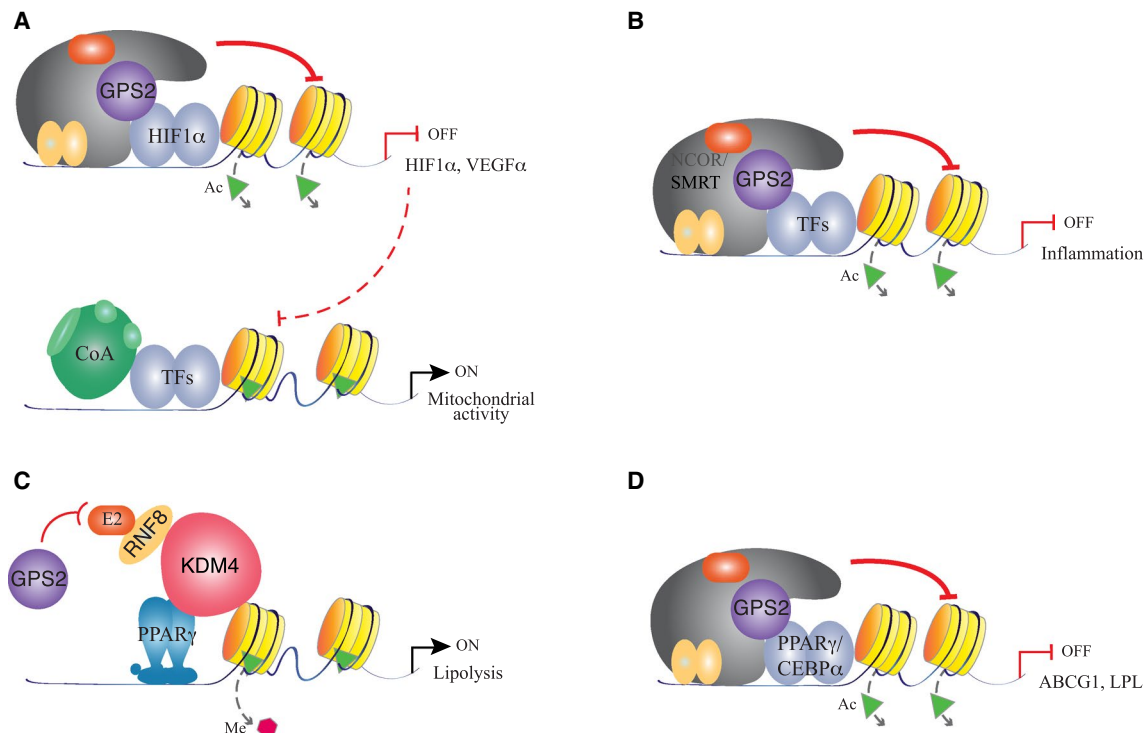 A
GPS2
HIF1α
OFF
HIF1α, VEGFα
Ac
CoA
TFs
ON
Mitochondrial
activity
B
NCOR/
SMRT
GPS2
TFs
OFF
Inflammation
Ac
C
E2
RNF8
GPS2
KDM4
PPARγ
ON
Lipolysis
Me
D
GPS2
PPARγ/
CEBPα
OFF
ABCG1, LPL
Ac